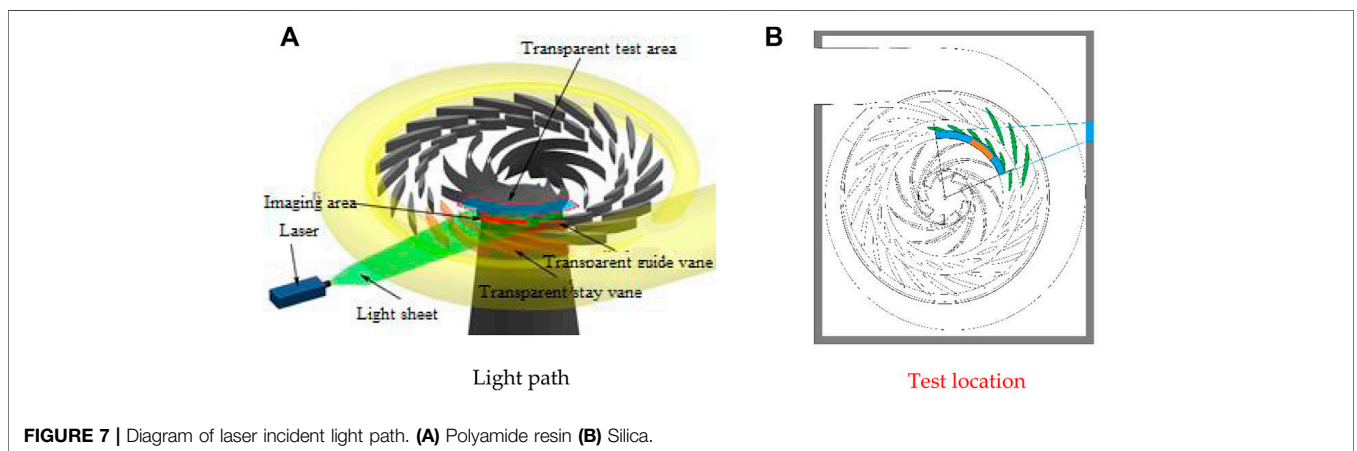 A
B
Transparent test area
Imaging area
Laser
Transparent guide vane
Transparent stay vane
Light sheet
Light path
Test location
FIGURE 7 | Diagram of laser incident light path. (A) Polyamide resin (B) Silica.